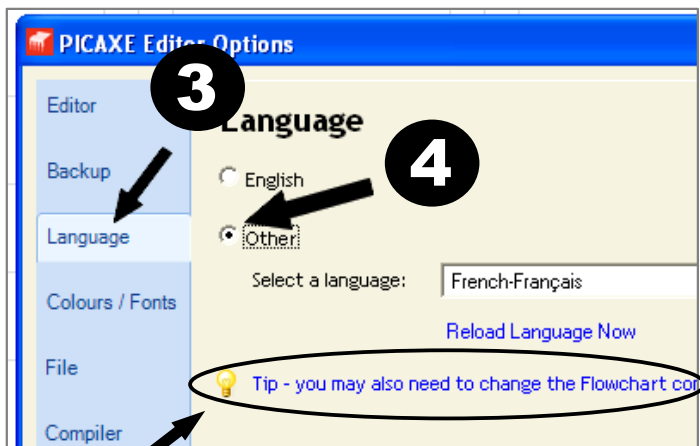 PICAXE Editor Options
3
Editor
Language
4
Backup
English
Language
Other
Select a language:
French-Français
Colours / Fonts
Reload Language Now
File
Tip - you may also need to change the Flowchart
Compiler